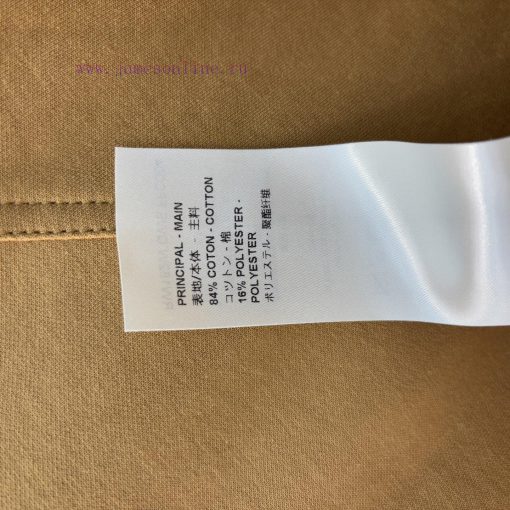 www.jamesonline.ru
PRINCIPAL - MAIN
表地/本体 - 主料
84% COTON - COTTON
コットン - 棉
16% POLYESTER -
POLYESTER
ポリエステル - 聚酯纤维